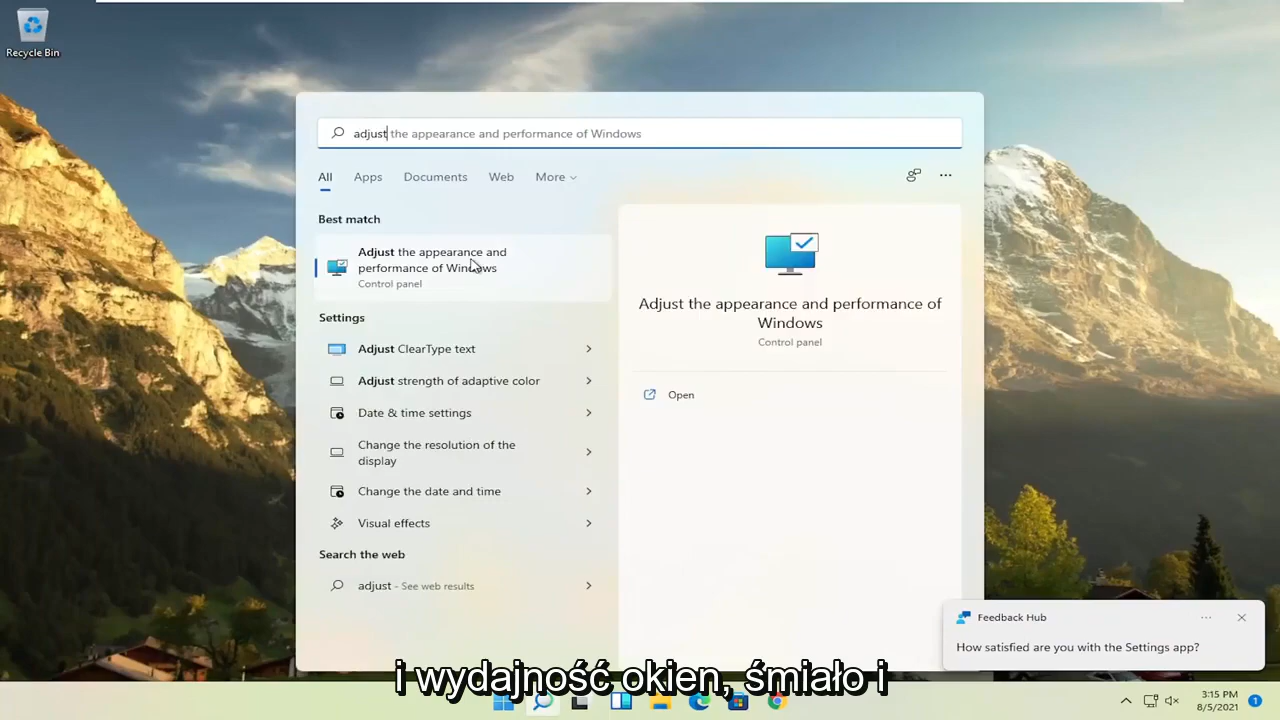 Recycle Bin
adjust the appearance and performance of Windows
All Apps Documents Web More
Best match
Adjust the appearance and
performance of Windows
Control panel
Settings
Adjust ClearType text
Adjust strength of adaptive color
Date & time settings
Change the resolution of the
display
Change the date and time
Visual effects
Search the web
adjust - See web results
Adjust the appearance and performance of
Windows
Control panel
Open
Feedback Hub
How satisfied are you with the Settings app?
i wydajność okien, śmiało i
3:15 PM
8/5/2021
1